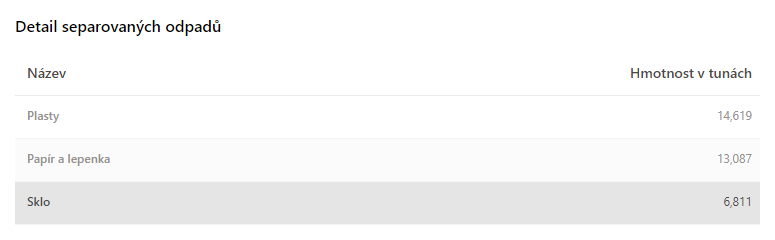 Detail separovaných odpadů
Název Hmotnost v tunách
Plasty 14,619
Papír a lepenka 13,087
Sklo 6,811